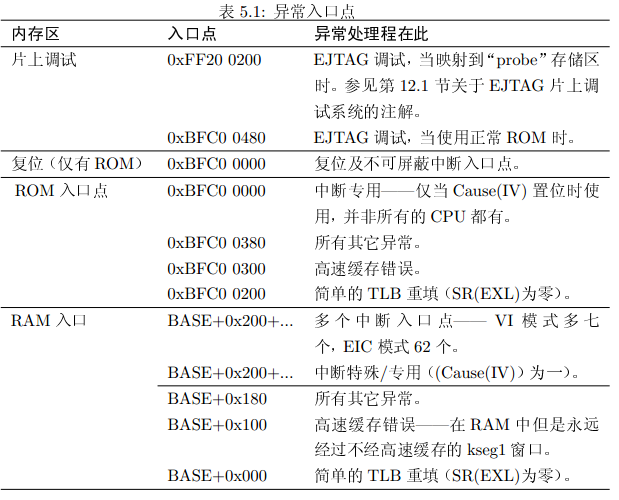 表 5.1: 异常入口点
内存区 入口点 异常处理程在此
片上调试 0xFF20 0200 EJTAG 调试，当映射到“probe”存储区
时。参见第 12.1 节关于 EJTAG 片上调
试系统的注解。
0xBFC0 0480 EJTAG 调试，当使用正常 ROM 时。
复位（仅有 ROM） 0xBFC0 0000 复位及不可屏蔽中断入口点。
ROM 入口点 0xBFC0 0000 中断专用——仅当 Cause(IV) 置位时使
用，并非所有的 CPU 都有。
0xBFC0 0380 所有其它异常。
0xBFC0 0300 高速缓存错误。
0xBFC0 0200 简单的 TLB 重填（SR(EXL)为零）。
RAM 入口 BASE+0x200+... 多个中断入口点—— VI 模式多七
个，EIC 模式 62 个。
BASE+0x200+... 中断特殊/专用（(Cause(IV)）为一）。
BASE+0x180 所有其它异常。
BASE+0x100 高速缓存错误——在 RAM 中但是永远
经过不经高速缓存的 kseg1 窗口。
BASE+0x000 简单的 TLB 重填（SR(EXL)为零）。